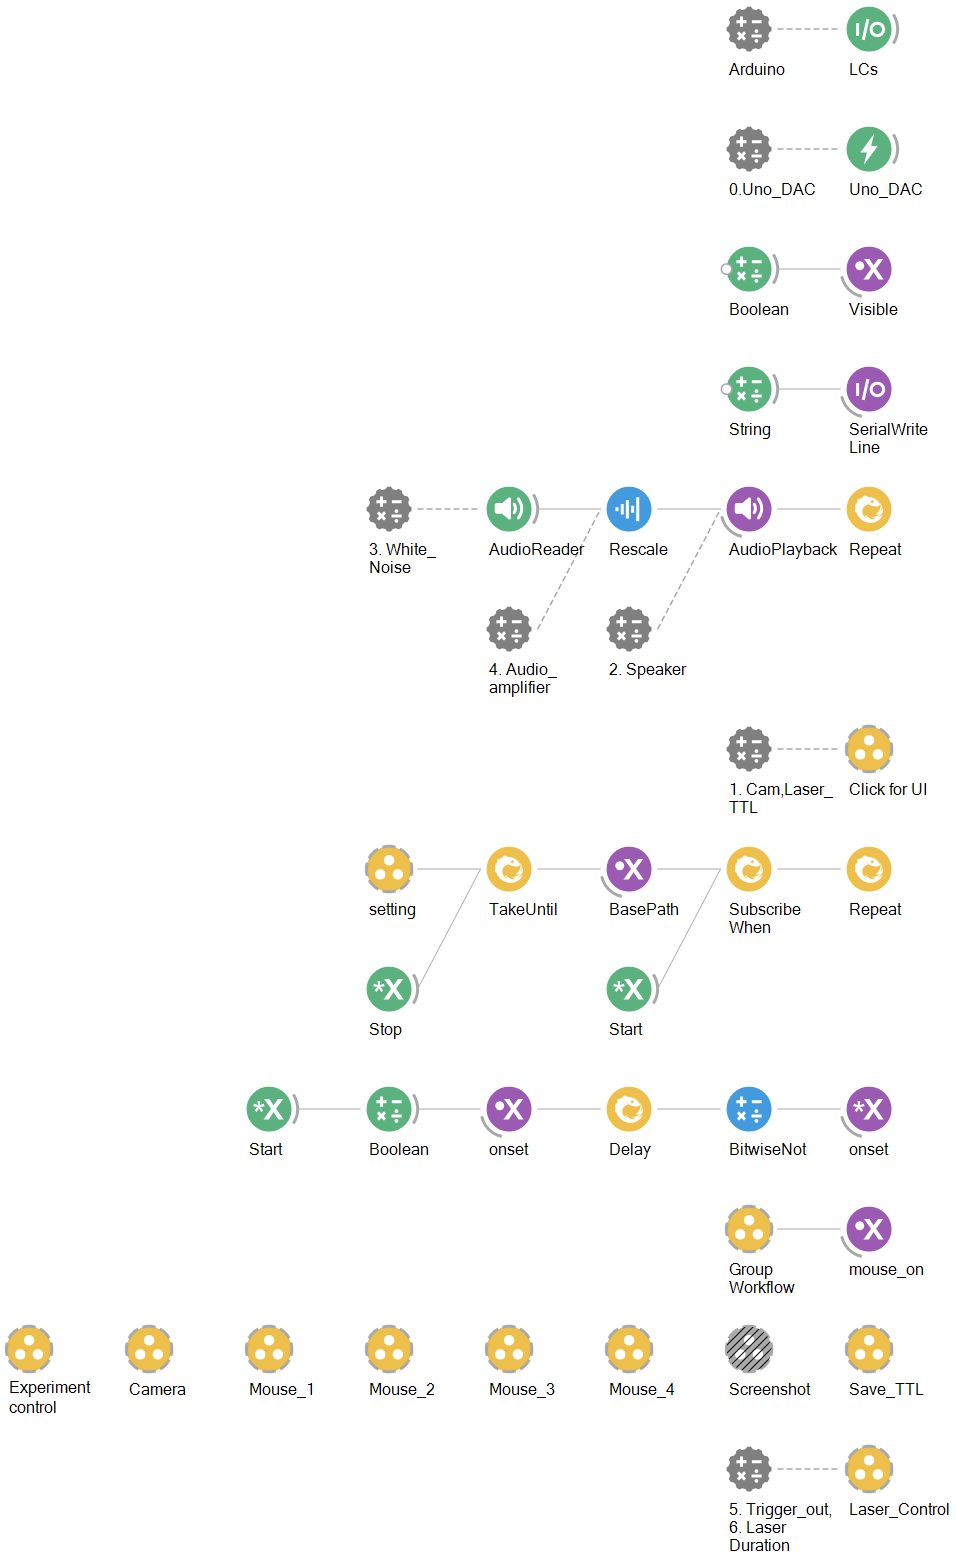 I/O
Arduino
LCs
0.Uno_DAC
Uno_DAC
X
Boolean
Visible
I/O
String
SerialWrite
Line
3. White_
Noise
AudioReader
Rescale
AudioPlayback
Repeat
4. Audio_
amplifier
2. Speaker
1. Cam,Laser_
TTL
Click for UI
X
setting
TakeUntil
BasePath
Subscribe
When
Repeat
*X
*X
Stop
Start
*X
X
*X
Start
Boolean
onset
Delay
BitwiseNot
onset
X
Group
Workflow
mouse_on
Experiment
control
Camera
Mouse_1
Mouse_2
Mouse_3
Mouse_4
Screenshot
Save_TTL
5. Trigger_out,
6. Laser
Duration
Laser_Control